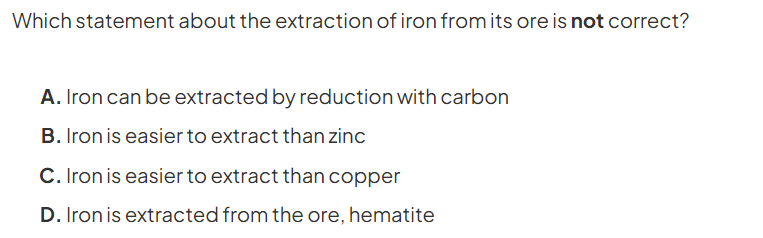 Which statement about the extraction of iron from its ore is not correct?
A. Iron can be extracted by reduction with carbon
B. Iron is easier to extract than zinc
C. Iron is easier to extract than copper
D. Iron is extracted from the ore, hematite